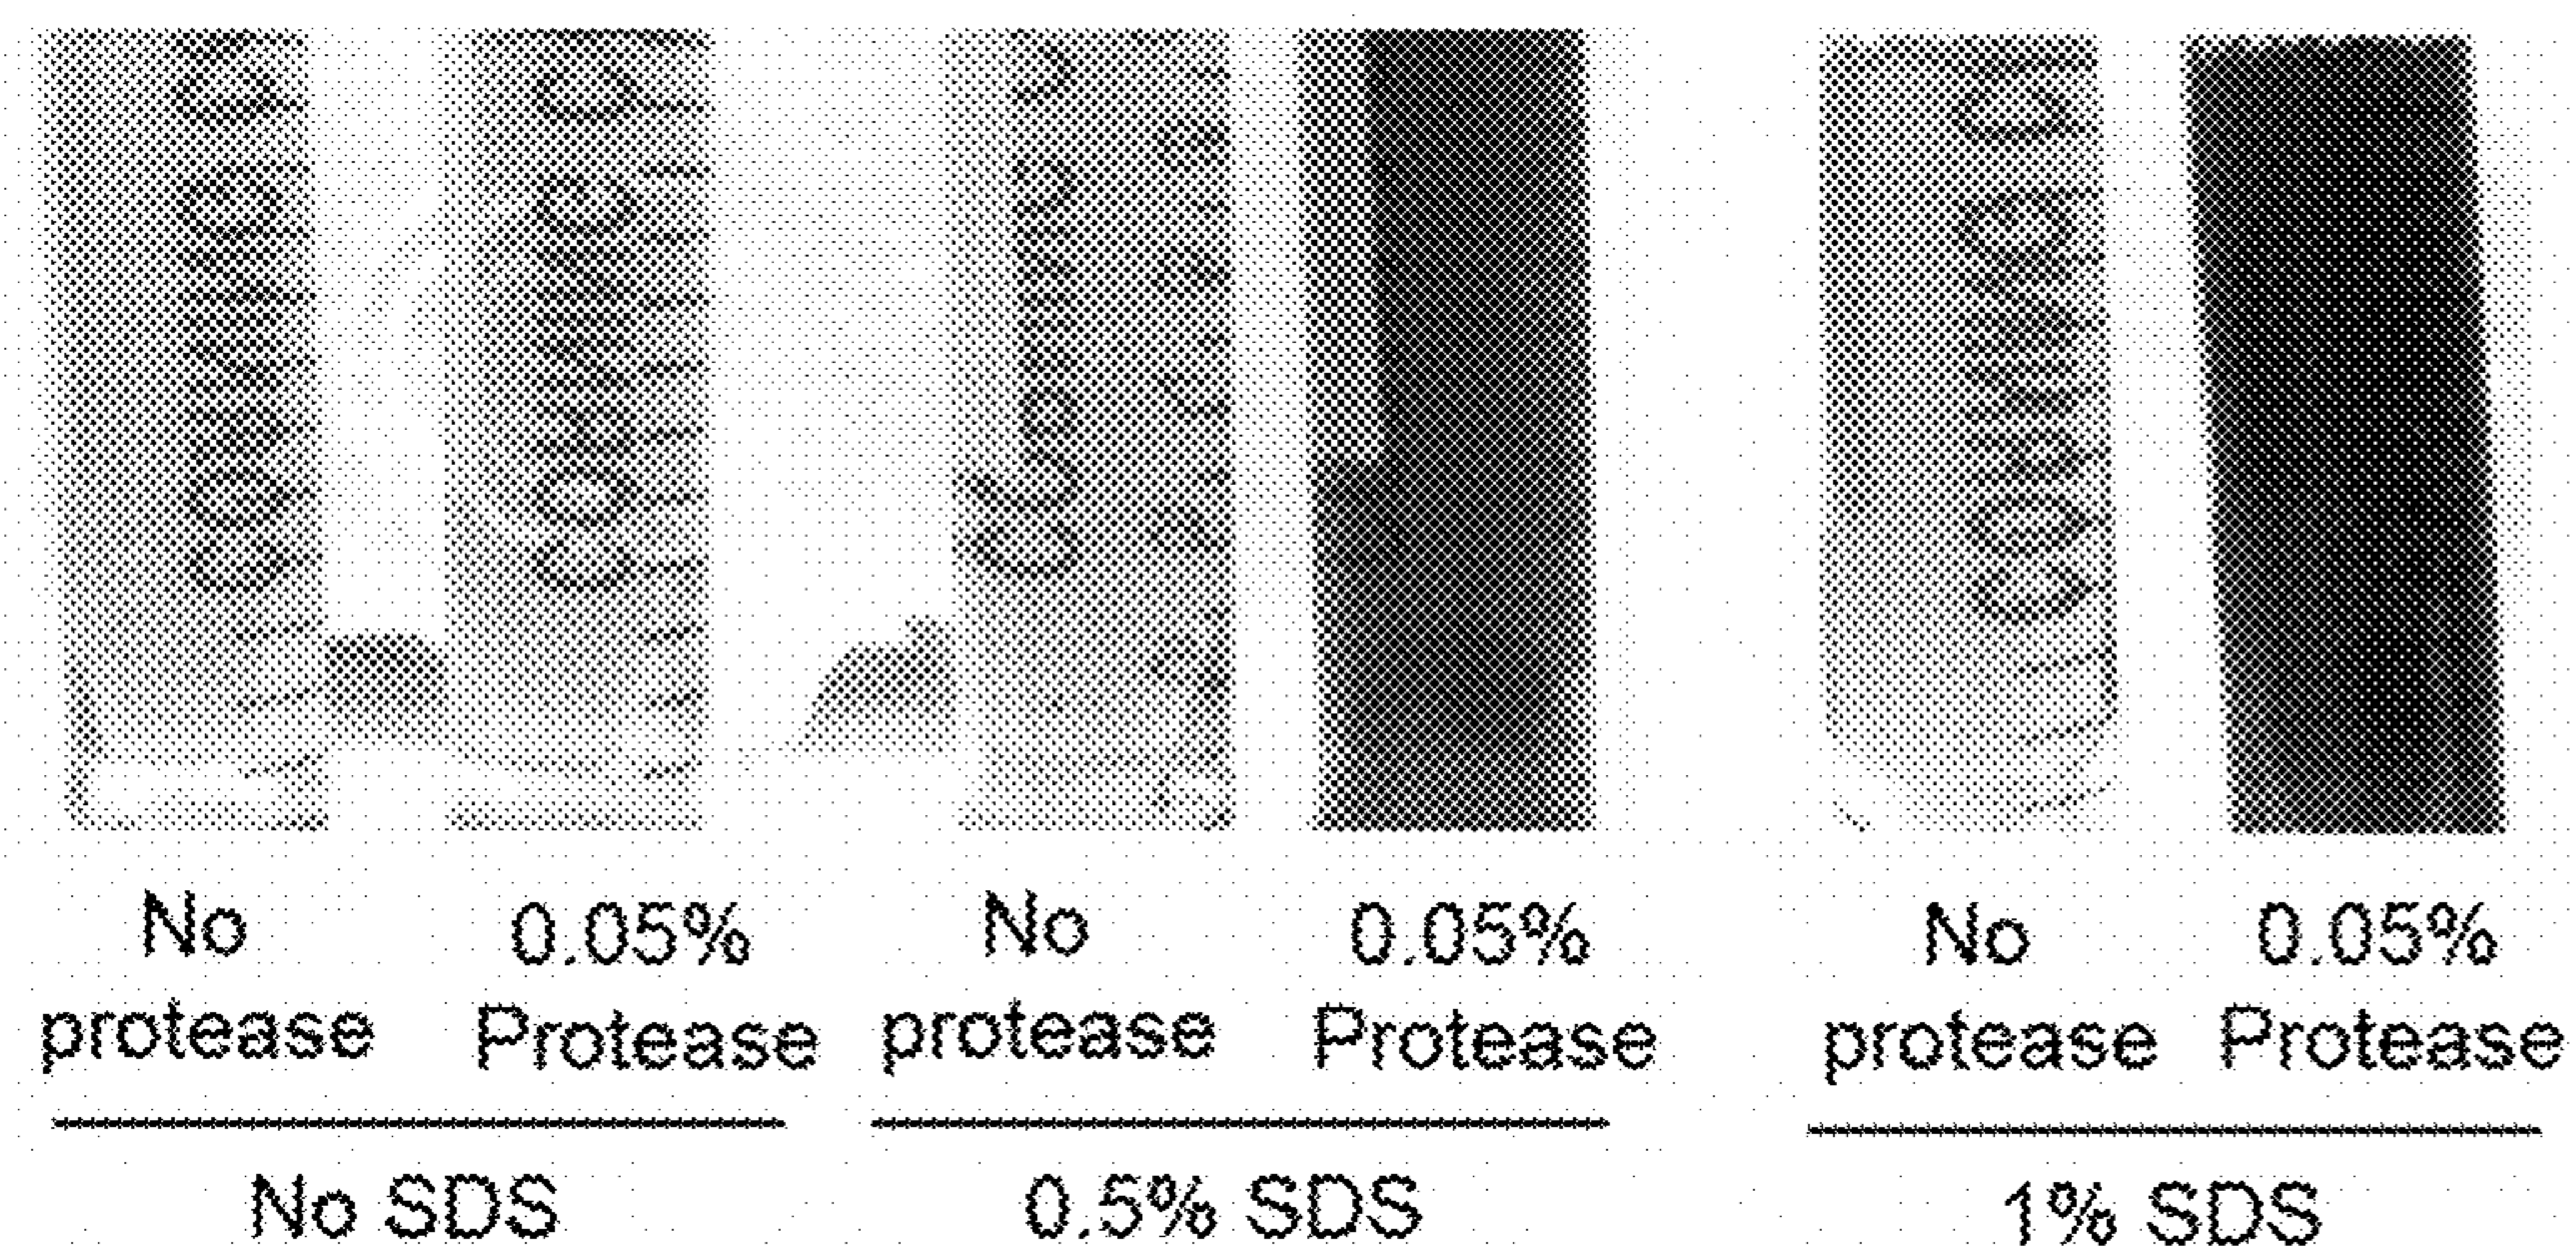 No
protease
0.05%
Protease
No
protease
0.05%
Protease
No
protease
0.05%
Protease
No SDS
0.5% SDS
1% SDS